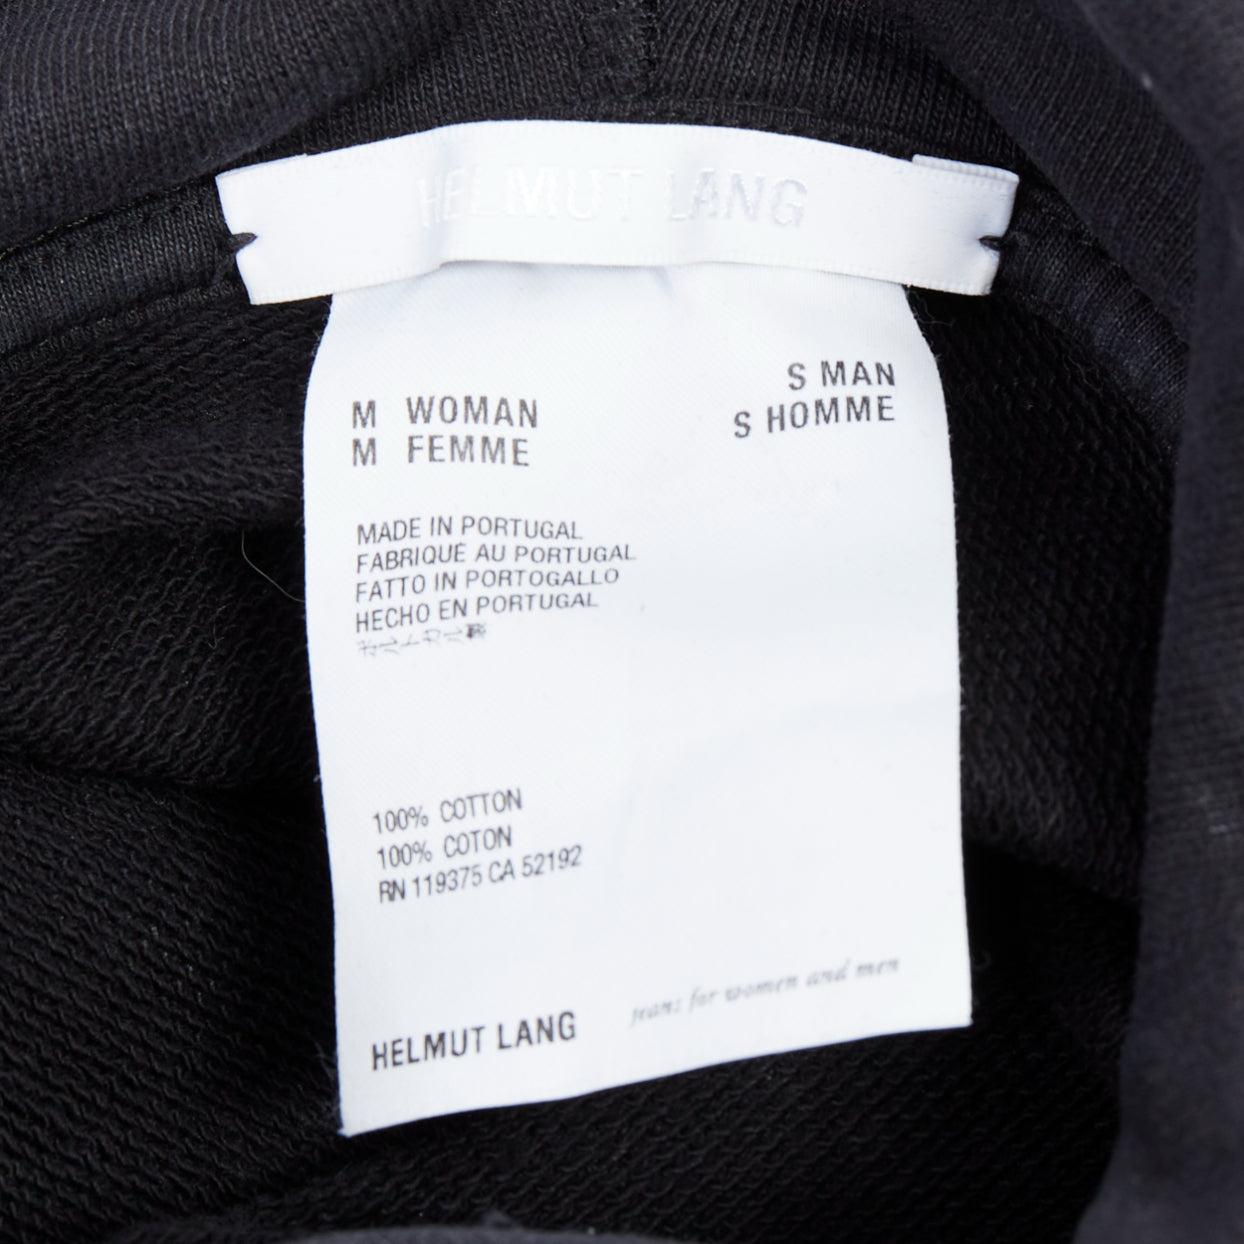 HELMUT LANG
M WOMAN
M FEMME
S MAN
S HOMME
MADE IN PORTUGAL
FABRIQUÉ AU PORTUGAL
FATTO IN PORTOGALLO
HECHO EN PORTUGAL
100% COTTON
100% COTON
RN 119375 CA 52192
HELMUT LANG
jeans for women and men